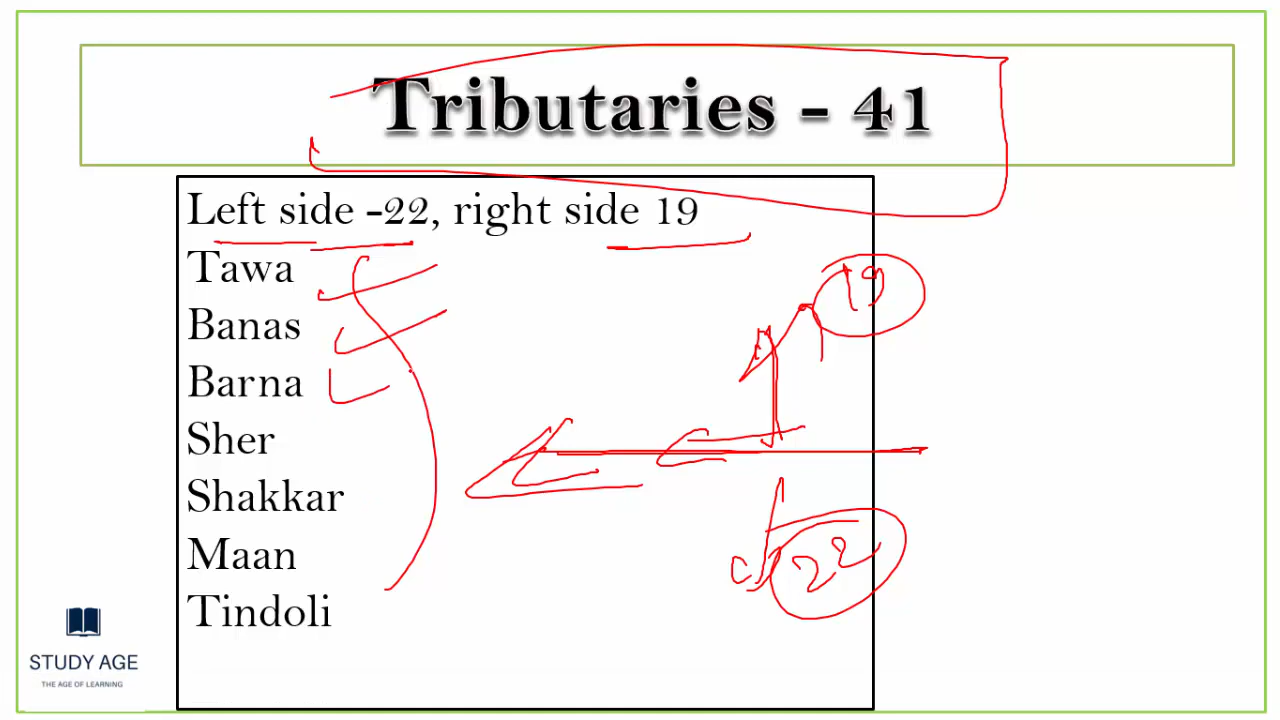 Tributaries - 41
Left side -22, right side 19
Tawa
19
Banas
Barna
Sher
Shakkar
Maan
22
Tindoli
STUDY AGE
THE AGE OF LEARNING